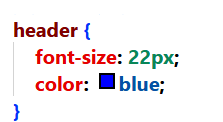 header {
font-size: 22px;
color: blue;
}